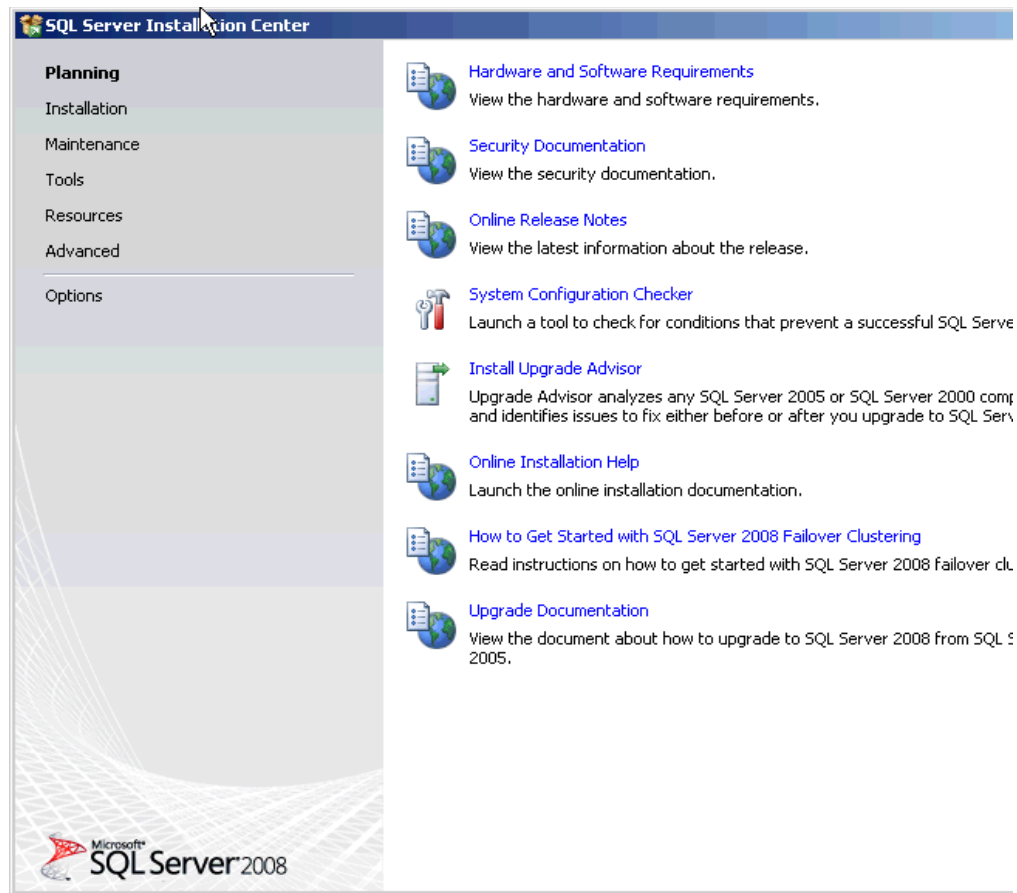 SQL Server Installation Center
Planning
Installation
Maintenance
Tools
Resources
Advanced
Options
Hardware and Software Requirements
View the hardware and software requirements.
Security Documentation
View the security documentation.
Online Release Notes
View the latest information about the release.
System Configuration Checker
Launch a tool to check for conditions that prevent a successful SQL Serve
Install Upgrade Advisor
Upgrade Advisor analyzes any SQL Server 2005 or SQL Server 2000 comp
and identifies issues to fix either before or after you upgrade to SQL Serv
Online Installation Help
Launch the online installation documentation.
How to Get Started with SQL Server 2008 Failover Clustering
Read instructions on how to get started with SQL Server 2008 failover clu
Upgrade Documentation
View the document about how to upgrade to SQL Server 2008 from SQL S
2005.
Microsoft
SQL Server 2008